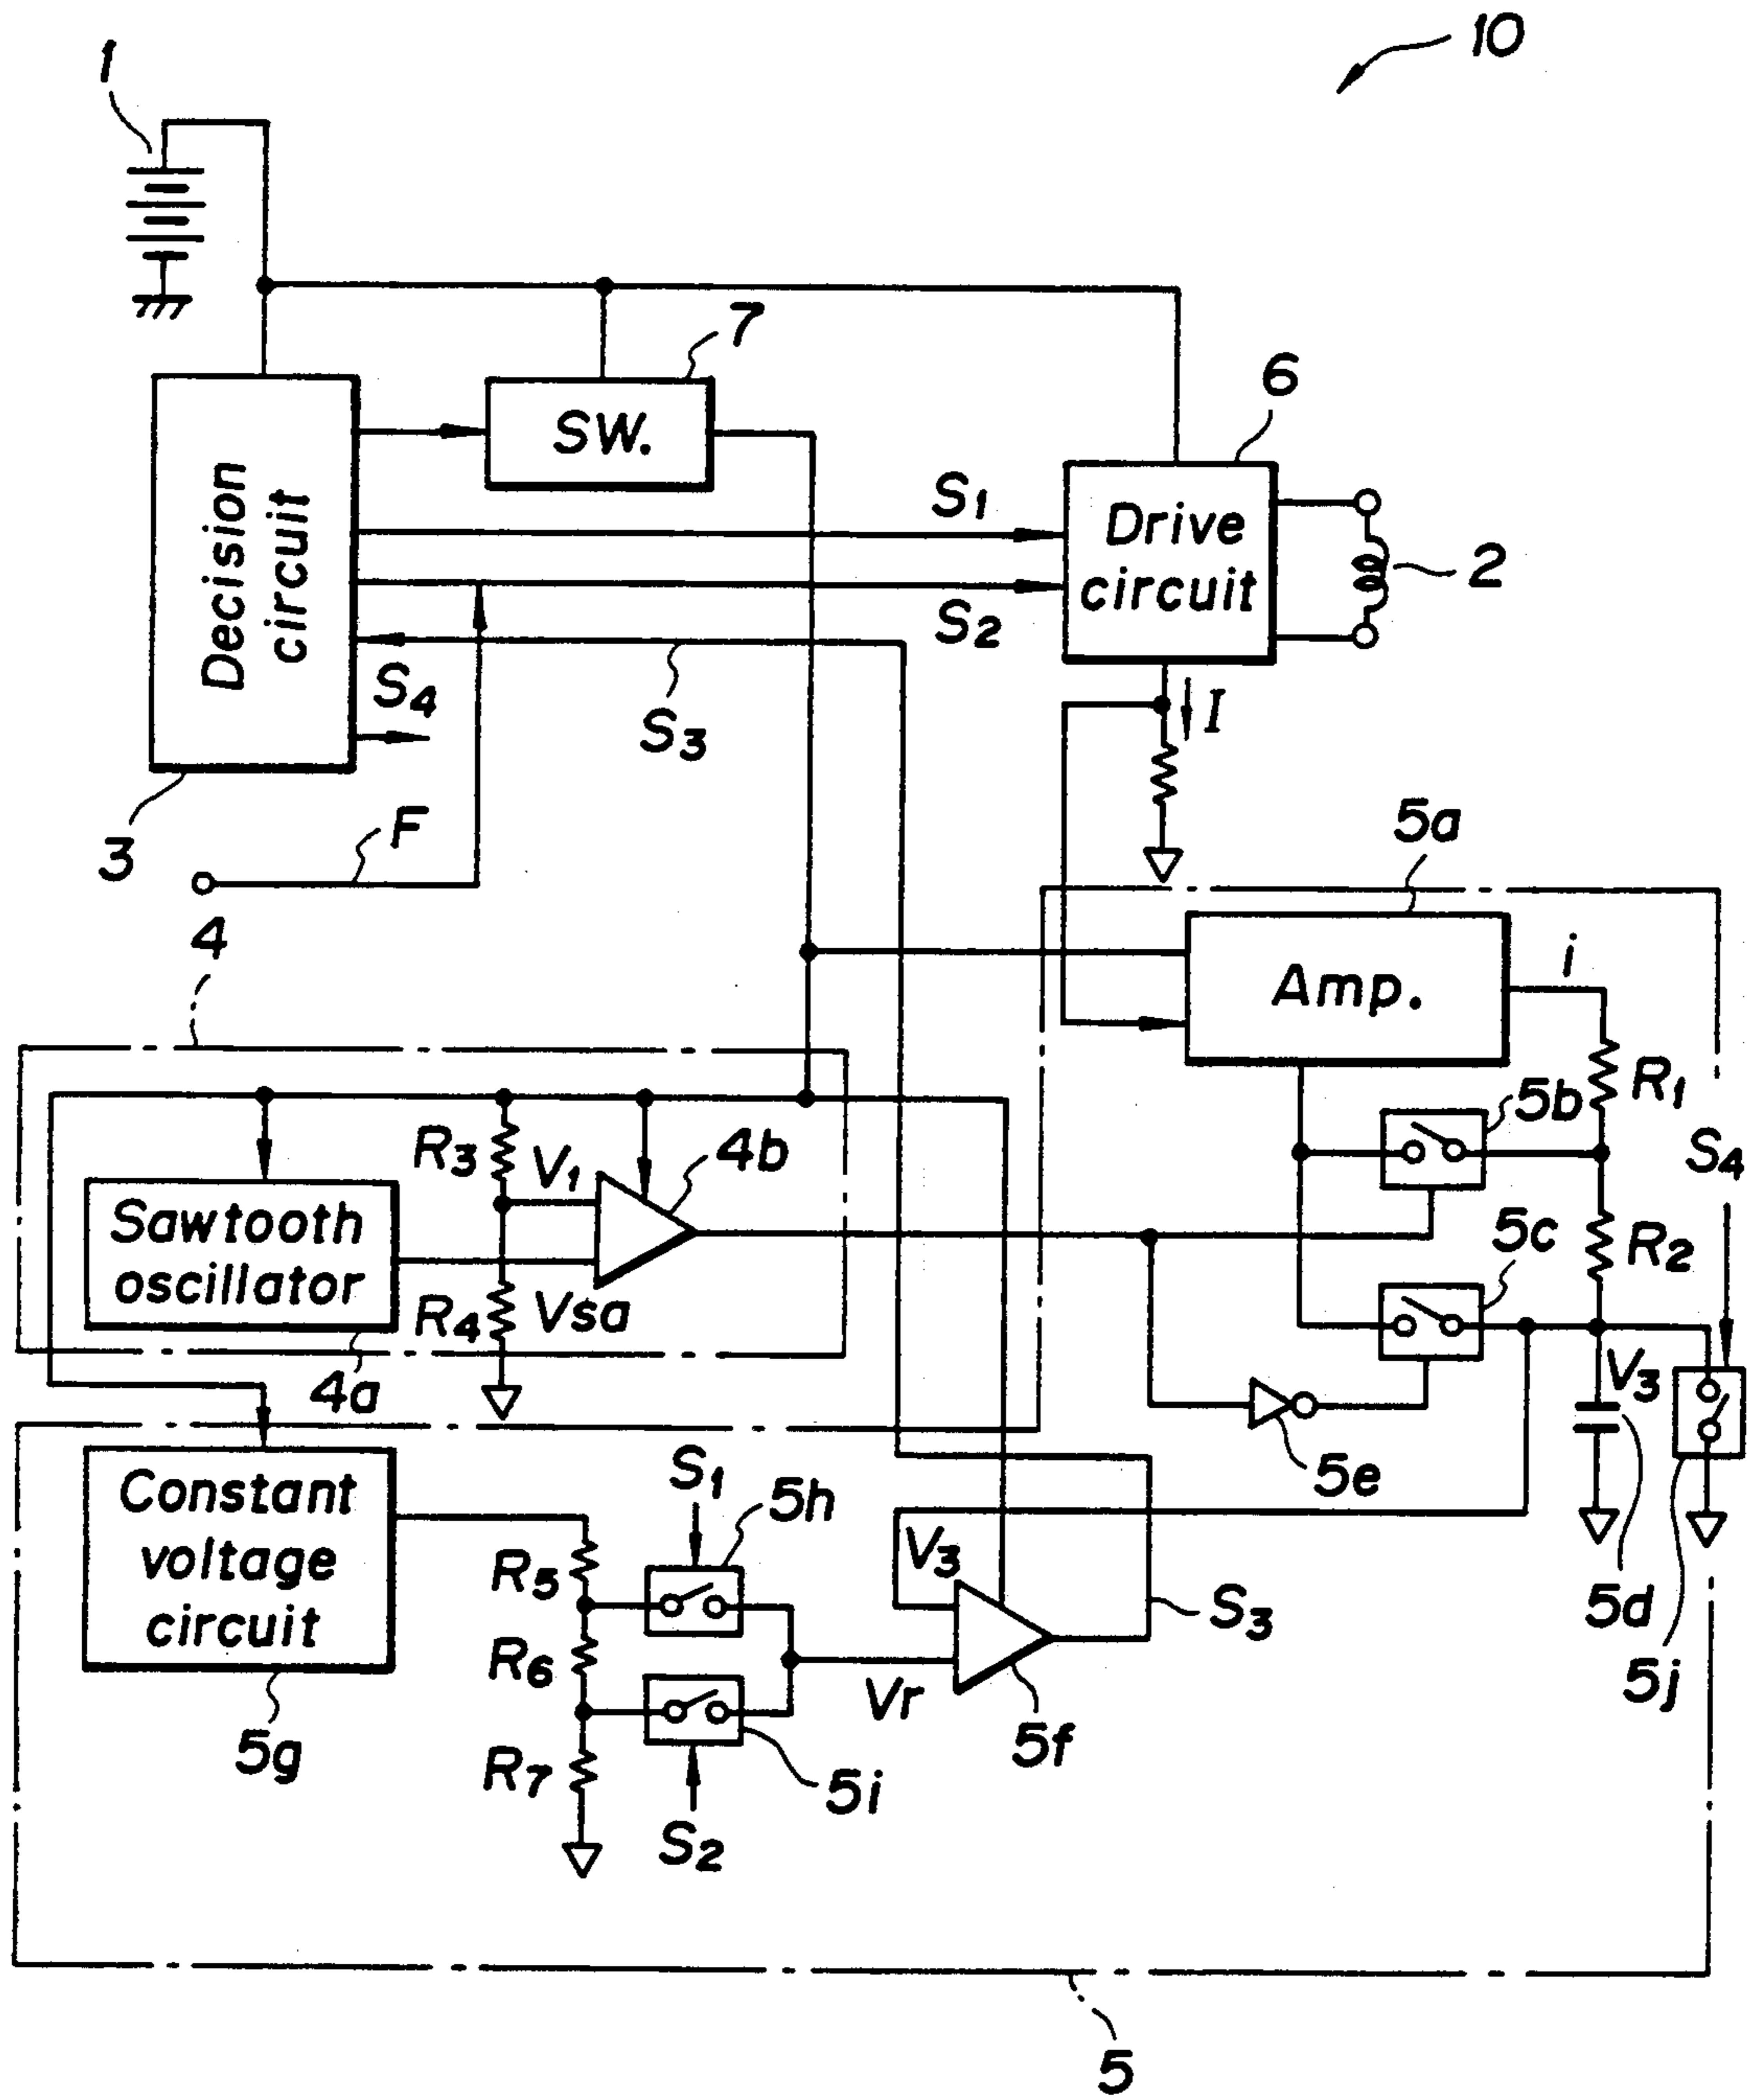 10
1
7
SW.
6
Decision
circuit
S1
Drive
circuit
2
S2
S4
S3
I
3
F
5a
4
Amp.
i
R1
5b
S4
R3
V1
4b
Sawtooth
oscillator
5c
R2
R4
Vsa
4a
V3
5e
Constant
voltage
circuit
S1
5h
R5
V3
S3
5d
R6
Vr
5j
5g
R7
5i
5f
S2
5